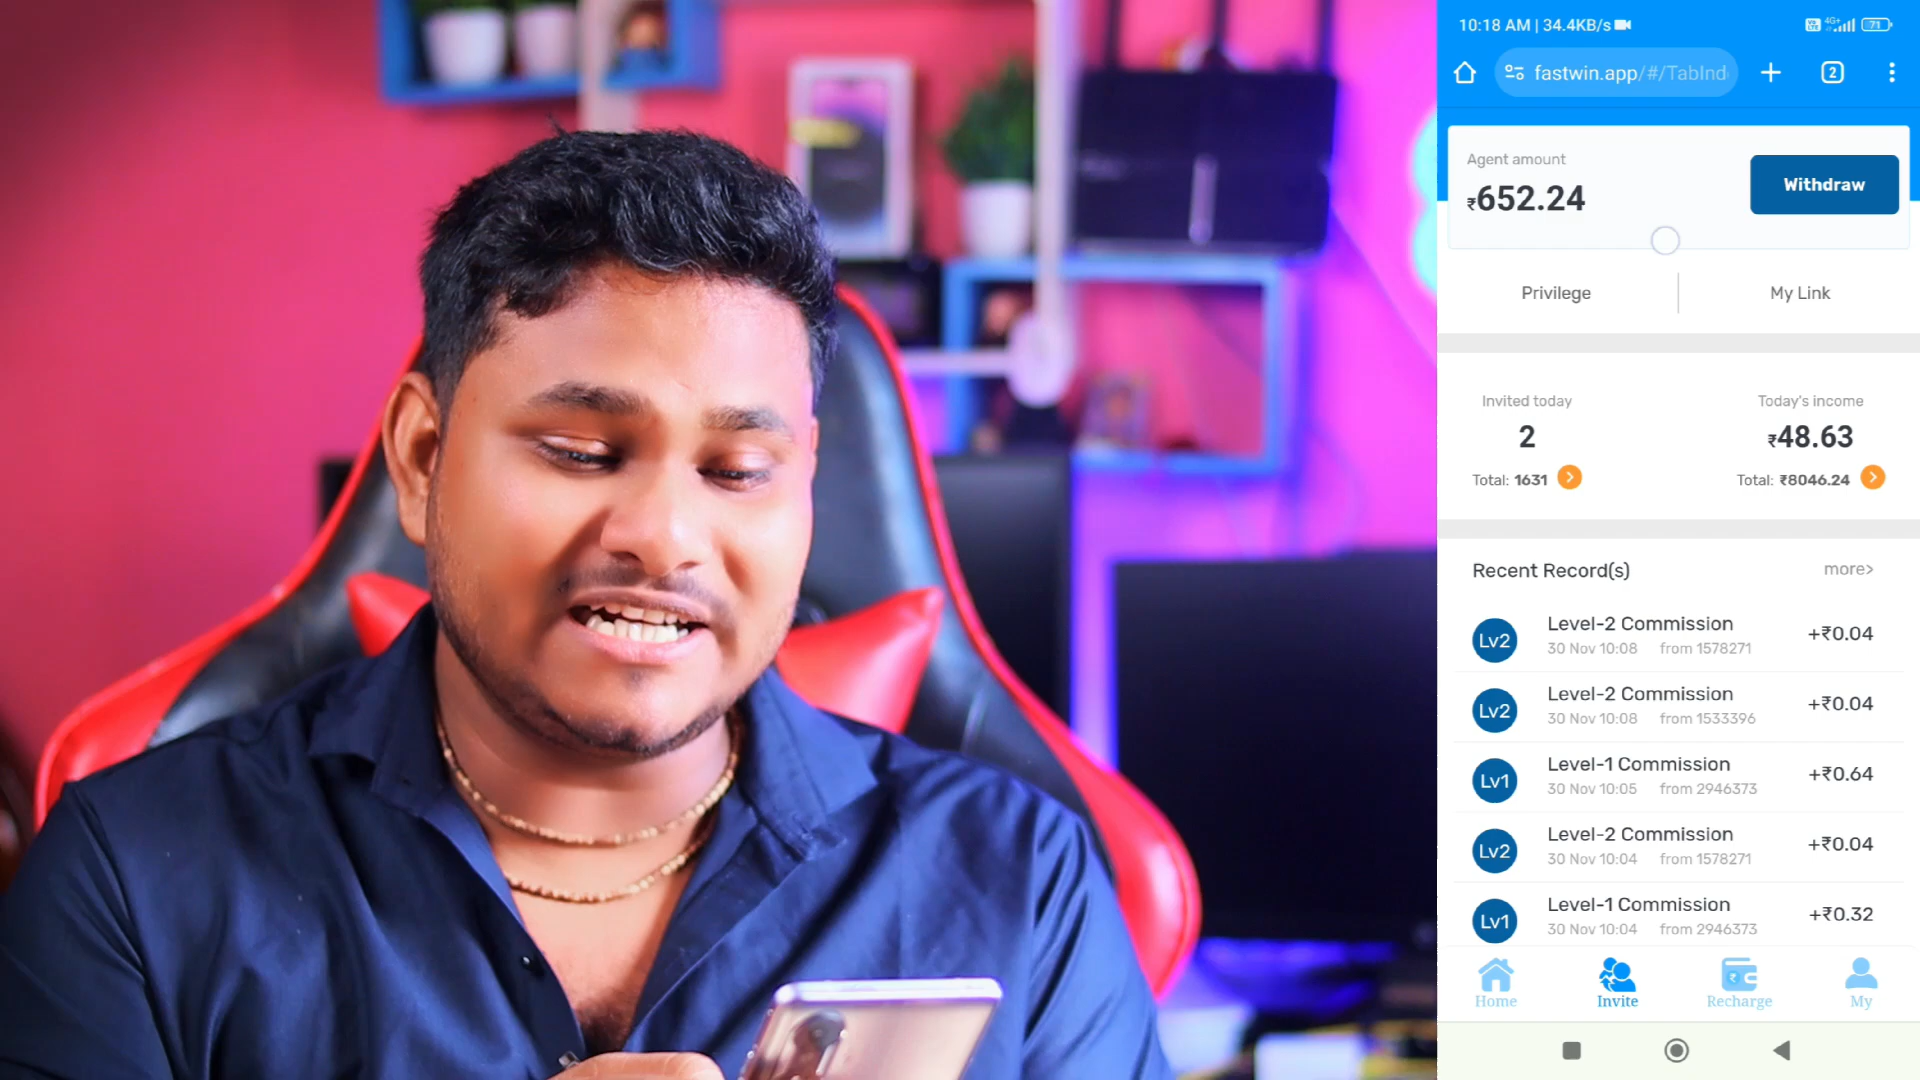 10:18 AM | 34.4KB/s 4G+ 71
fastwin.app/#/TabInd 2
Agent amount
₹652.24
Withdraw
Privilege
My Link
Invited today
2
Total: 1631
Today's income
₹48.63
Total: ₹8046.24
Recent Record(s)
more>
Lv2 Level-2 Commission +₹0.04
30 Nov 10:08 from 1578271
Lv2 Level-2 Commission +₹0.04
30 Nov 10:08 from 1533396
Lv1 Level-1 Commission +₹0.64
30 Nov 10:05 from 2946373
Lv2 Level-2 Commission +₹0.04
30 Nov 10:04 from 1578271
Lv1 Level-1 Commission +₹0.32
30 Nov 10:04 from 2946373
Home Invite Recharge My